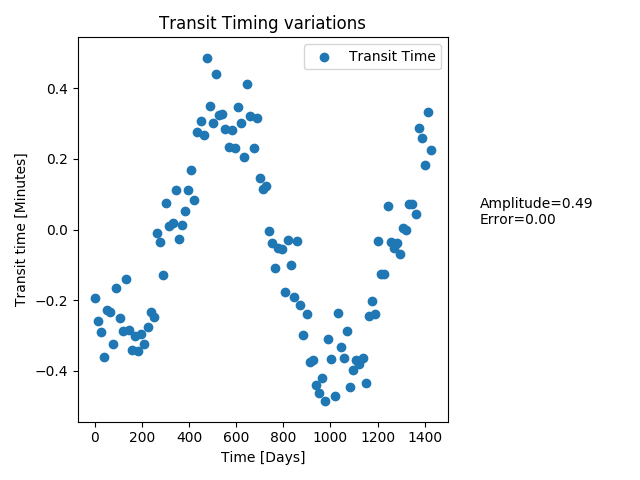 Transit Timing variations
Transit Time
0.4
0.2
0.0
−0.2
−0.4
Transit time [Minutes]
Amplitude=0.49
Error=0.00
0 200 400 600 800 1000 1200 1400
Time [Days]